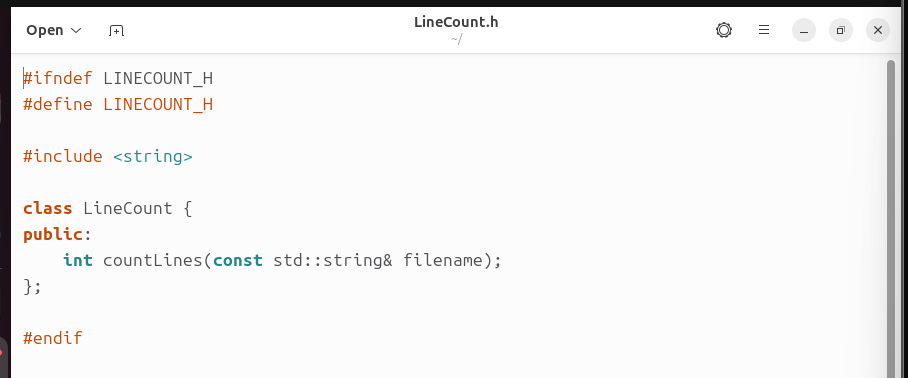 Open
LineCount.h
~/
#ifndef LINECOUNT_H
#define LINECOUNT_H

#include <string>

class LineCount {
public:
    int countLines(const std::string& filename);
};

#endif